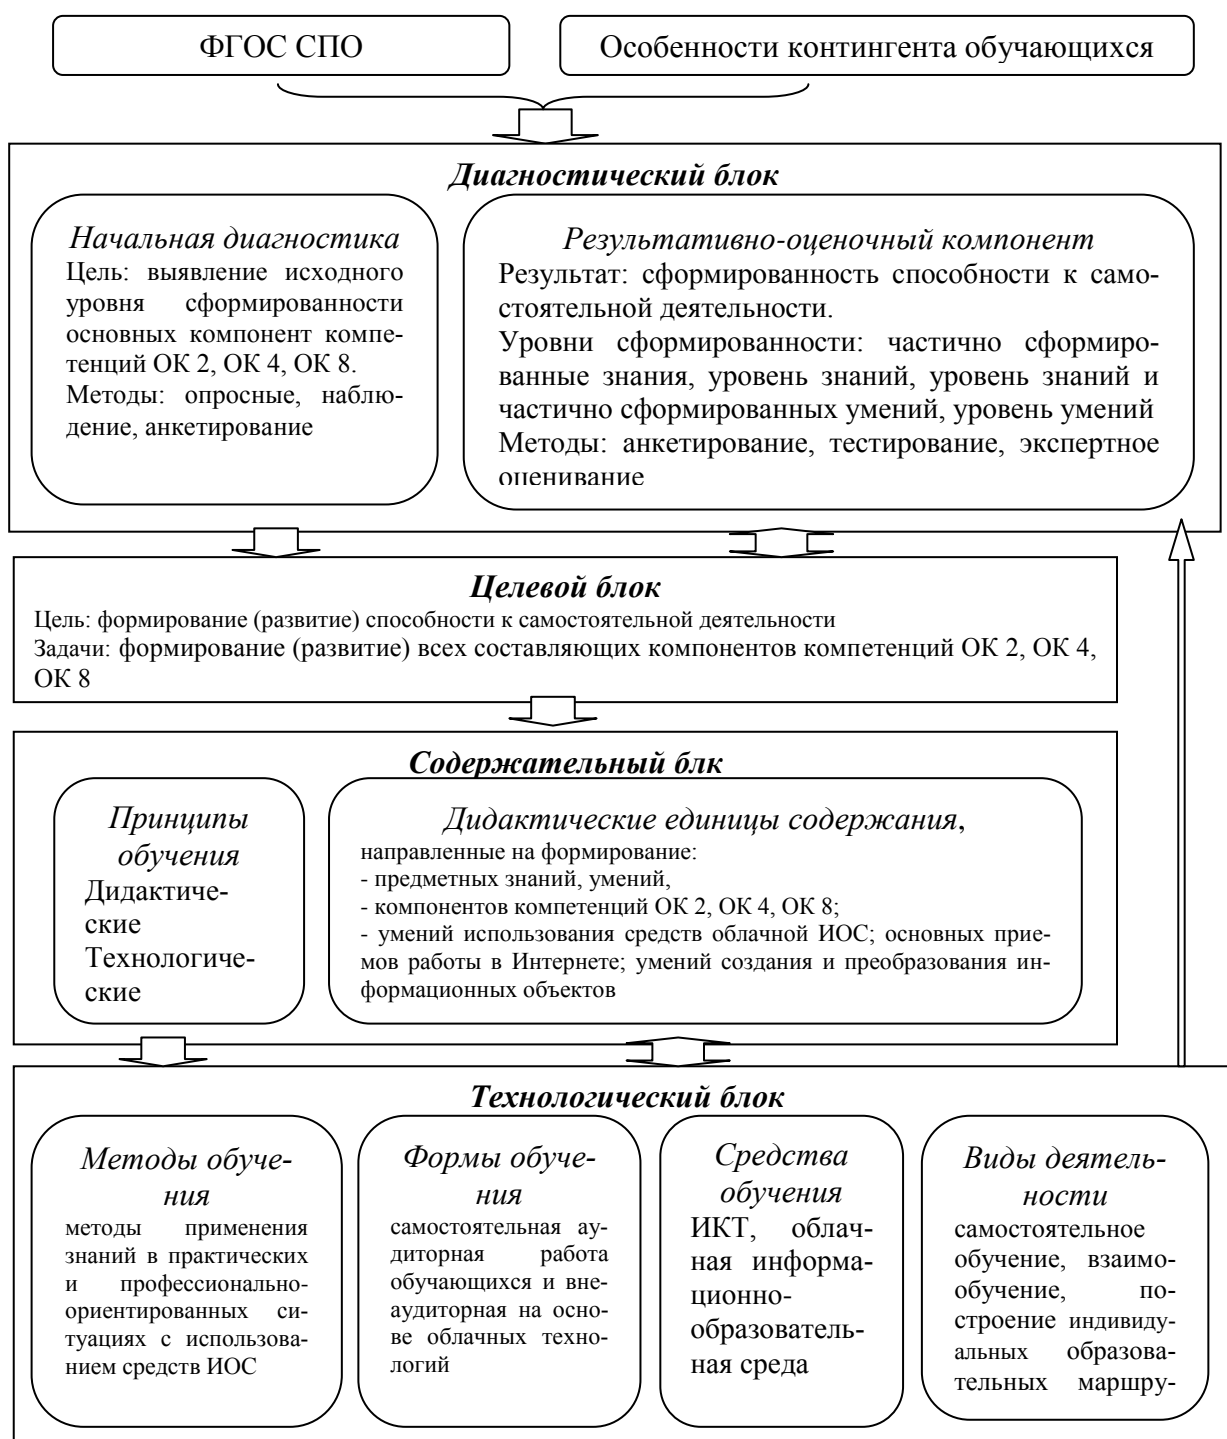 ФГОС СПО
Особенности контингента обучающихся
Диагностический блок
Начальная диагностика
Цель: выявление исходного
уровня сформированности
основных компонент компе-
тенций ОК 2, ОК 4, ОК 8.
Методы: опросные, наблю-
дение, анкетирование
Результативно-оценочный компонент
Результат: сформированность способности к само-
стоятельной деятельности.
Уровни сформированности: частично сформиро-
ванные знания, уровень знаний, уровень знаний и
частично сформированных умений, уровень умений
Методы: анкетирование, тестирование, экспертное
оценивание
Целевой блок
Цель: формирование (развитие) способности к самостоятельной деятельности
Задачи: формирование (развитие) всех составляющих компонентов компетенций ОК 2, ОК 4,
ОК 8
Содержательный блк
Принципы
обучения
Дидактиче-
ские
Технологиче-
ские
Дидактические единицы содержания,
направленные на формирование:
- предметных знаний, умений,
- компонентов компетенций ОК 2, ОК 4, ОК 8;
- умений использования средств облачной ИОС; основных прие-
мов работы в Интернете; умений создания и преобразования ин-
формационных объектов
Технологический блок
Методы обуче-
ния
методы применения
знаний в практических
и профессионально-
ориентированных си-
туациях с использова-
нием средств ИОС
Формы обуче-
ния
самостоятельная ау-
диторная работа
обучающихся и вне-
аудиторная на осно-
ве облачных техно-
логий
Средства
обучения
ИКТ, облач-
ная информа-
ционно-
образователь-
ная среда
Виды деятель-
ности
самостоятельное
обучение, взаимо-
обучение, по-
строение индивиду-
альных образова-
тельных маршру-